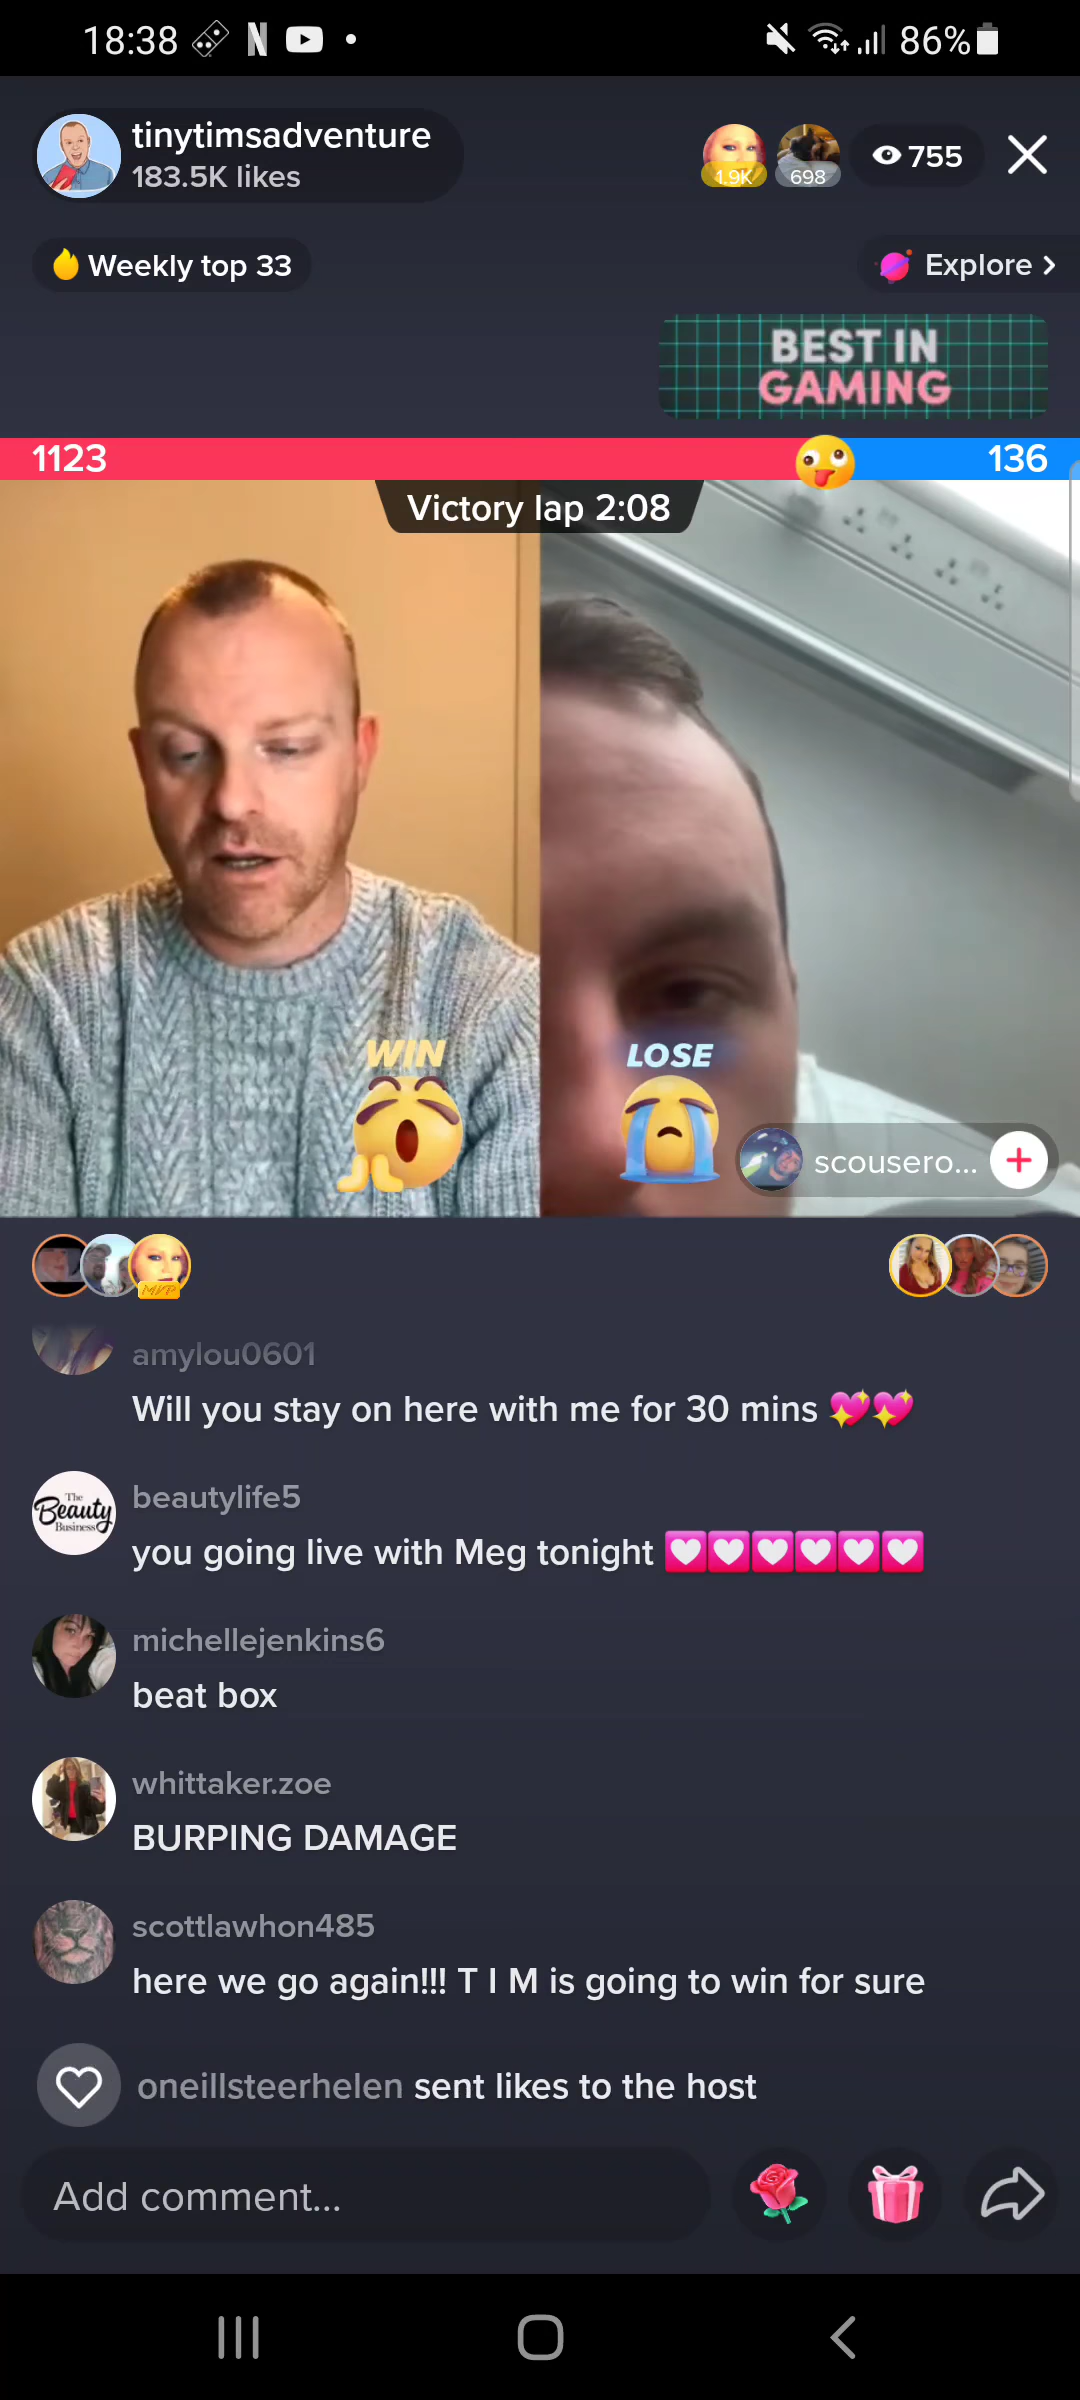 18:38
86%
tinytimsadventure
183.5K likes
1.9K
698
755
Weekly top 33
Explore
BEST IN
GAMING
1123
136
Victory lap 2:08
WIN
LOSE
scousero...
MVP
amylou0601
Will you stay on here with me for 30 mins 💖💖
The
Beauty
Business
beautylife5
you going live with Meg tonight 💟💟💟💟💟💟
michellejenkins6
beat box
whittaker.zoe
BURPING DAMAGE
scottlawhon485
here we go again!!! T I M is going to win for sure
oneillsteerhelen sent likes to the host
Add comment...